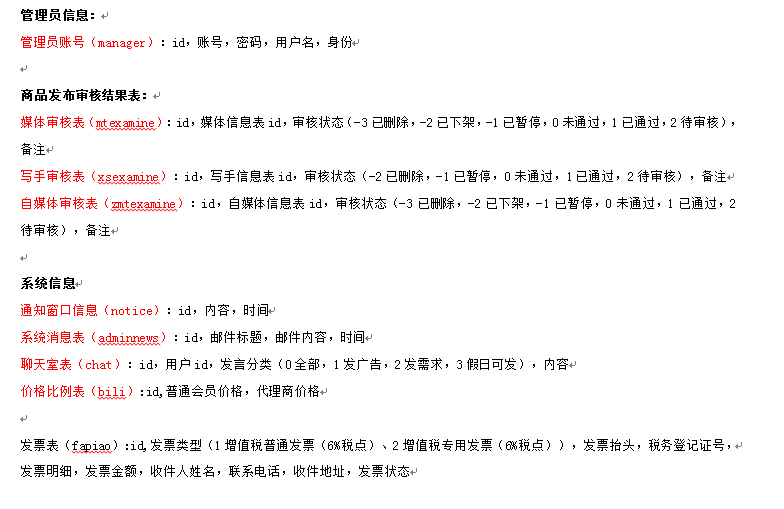 管理员信息：
管理员账号（manager）：id，账号，密码，用户名，身份
商品发布审核结果表：
媒体审核表（mtexamine）：id，媒体信息表id，审核状态（-3已删除，-2已下架，-1已暂停，0未通过，1已通过，2待审核），
备注
写手审核表（xsexamine）：id，写手信息表id，审核状态（-2已删除，-1已暂停，0未通过，1已通过，2待审核），备注
自媒体审核表（zmtexamine）：id，自媒体信息表id，审核状态（-3已删除，-2已下架，-1已暂停，0未通过，1已通过，2
待审核），备注
系统信息
通知窗口信息（notice）：id，内容，时间
系统消息表（adminnews）：id，邮件标题，邮件内容，时间
聊天室表（chat）：id，用户id，发言分类（0全部，1发广告，2发需求，3假日可发），内容
价格比例表（bili）:id,普通会员价格，代理商价格
发票表（fapiao）:id,发票类型（1增值税普通发票（6%税点）、2增值税专用发票（6%税点）），发票抬头，税务登记证号，
发票明细，发票金额，收件人姓名，联系电话，收件地址，发票状态